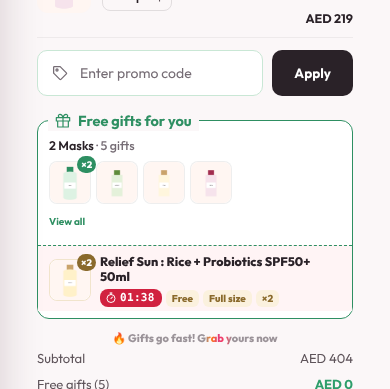 AED 219
Enter promo code
Apply
Free gifts for you
2 Masks · 5 gifts
×2
View all
×2
Relief Sun : Rice + Probiotics SPF50+
50ml
01:38 Free Full size ×2
🔥 Gifts go fast! Grab yours now
Subtotal AED 404
Free gifts (5) AED 0